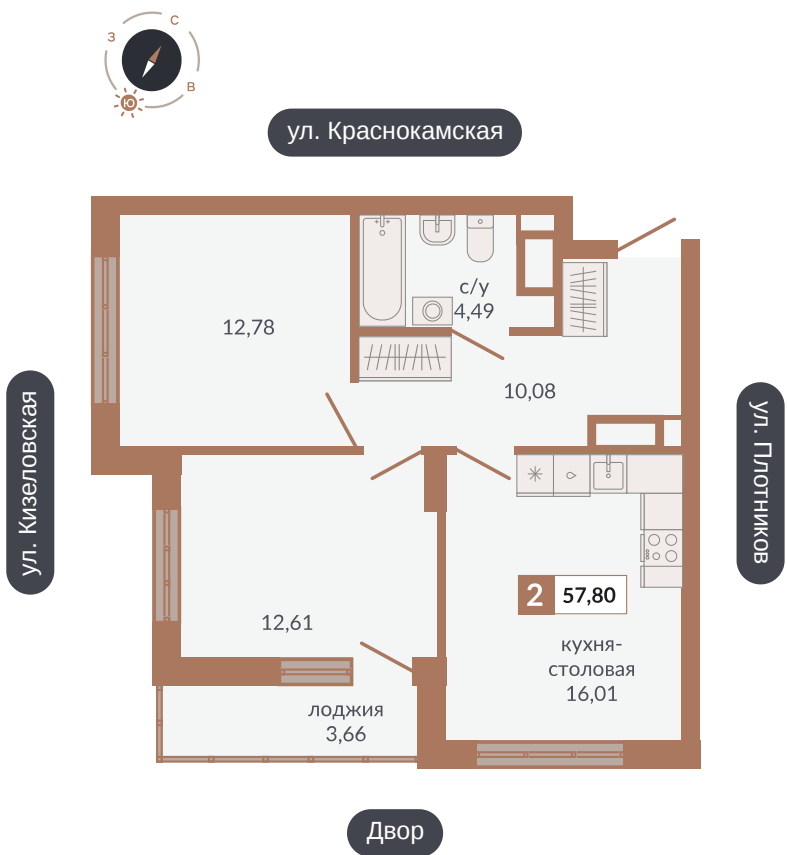 С
З
В
Ю
ул. Краснокамская
с/у
4,49
12,78
10,08
ул. Кизеловская
ул. Плотников
2 57,80
12,61
кухня-
столовая
16,01
лоджия
3,66
Двор